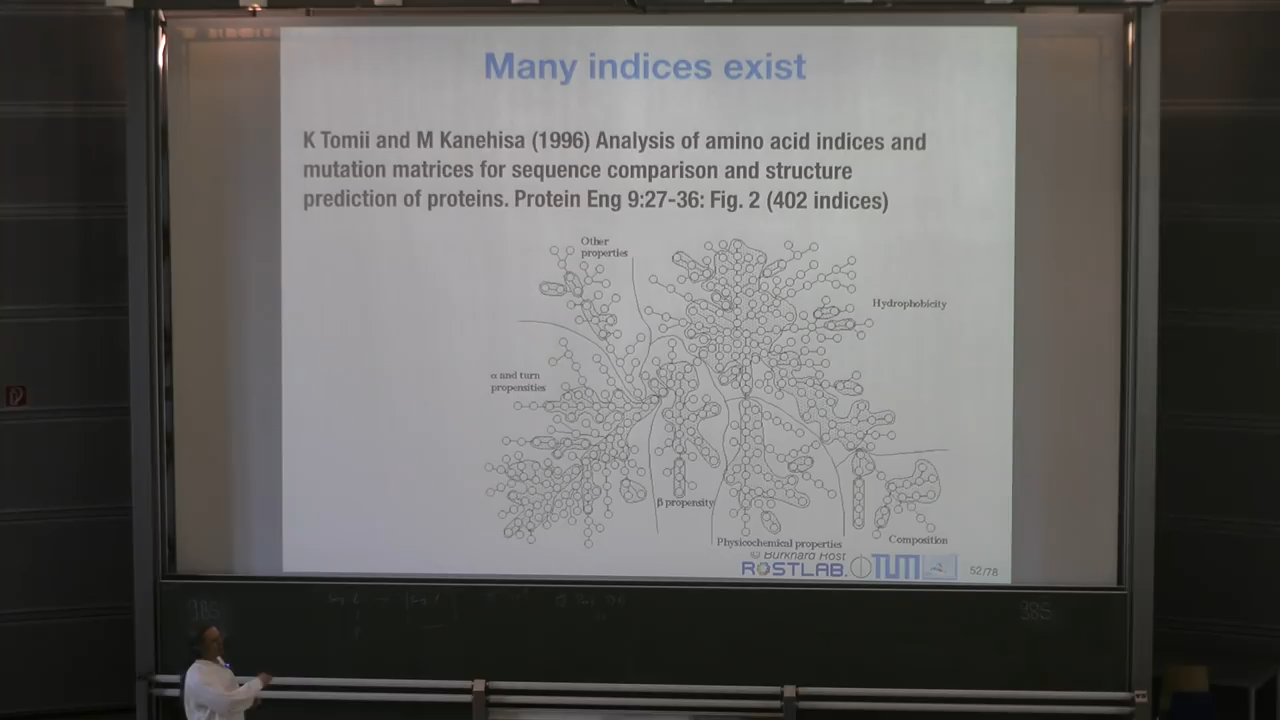 Many indices exist
K Tomii and M Kanehisa (1996) Analysis of amino acid indices and
mutation matrices for sequence comparison and structure
prediction of proteins. Protein Eng 9:27-36: Fig. 2 (402 indices)
Other
properties
Hydrophobicity
α and turn
propensities
β propensity
Physicochemical properties
Composition
© Burkhard Rost
ROSTLAB.
TUM
52/78